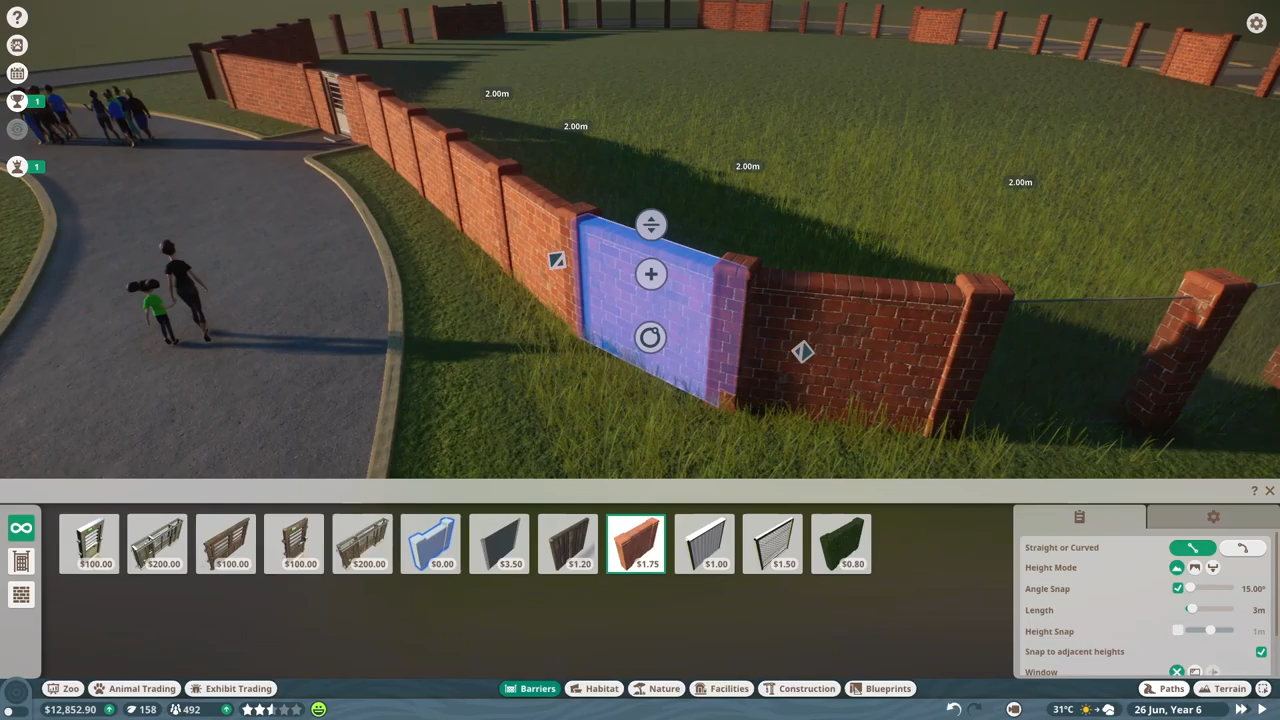 ?
1
1
2.00m
2.00m
2.00m
2.00m
?
$100.00
$200.00
$100.00
$100.00
$200.00
$0.00
$3.50
$1.20
$1.75
$1.00
$1.50
$0.80
Straight or Curved
Height Mode
Angle Snap 15.00°
Length 3m
Height Snap 1m
Snap to adjacent heights
Window
Zoo Animal Trading Exhibit Trading Barriers Habitat Nature Facilities Construction Blueprints Paths Terrain
$12,852.90 158 492 31°C 26 Jun, Year 6